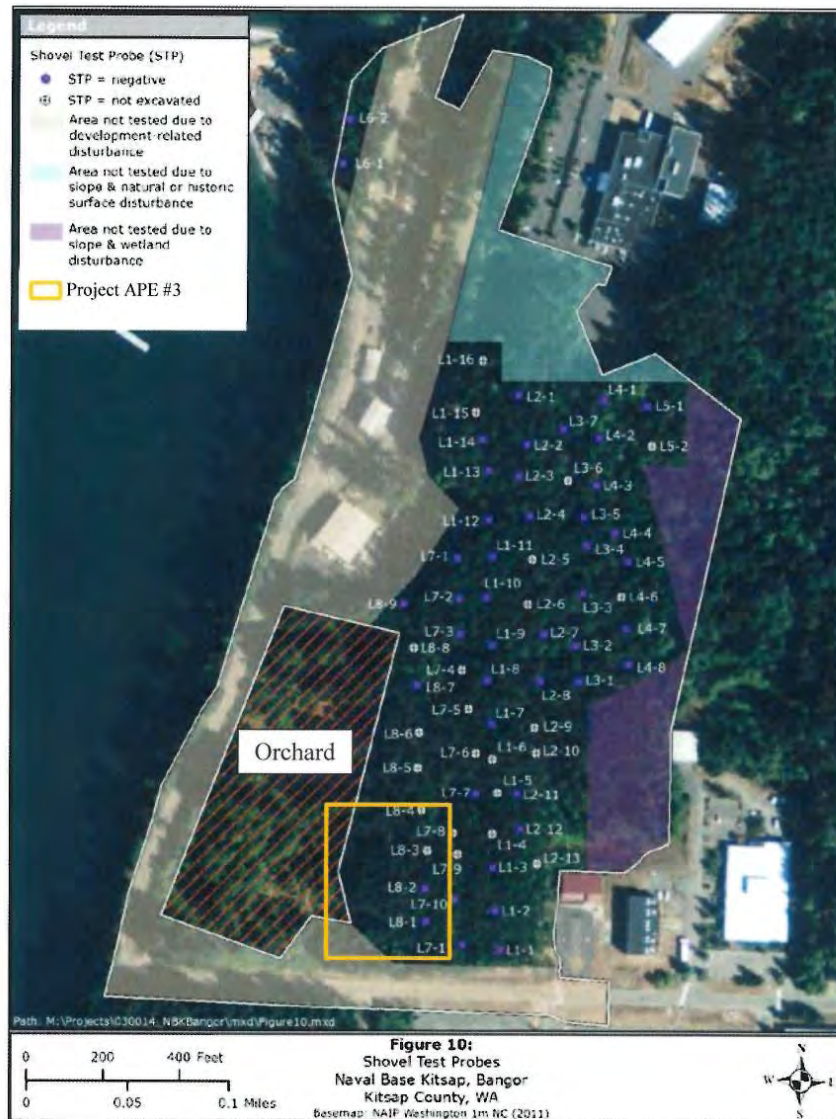 Legend
Shovel Test Probe (STP)
STP = negative
STP = not excavated
Area not tested due to
development-related
disturbance
Area not tested due to
slope & natural or historic
surface disturbance
Area not tested due to
slope & wetland
disturbance
Project APE #3
L6-2
L6-1
L1-16
L2-1
L4-1
L5-1
L1-15
L3-7
L4-2
L1-14
L2-2
L5-2
L1-13
L2-3
L3-6
L4-3
L1-12
L2-4
L3-5
L4-4
L1-11
L3-4
L7-1
L2-5
L4-5
L1-10
L8-9
L7-2
L2-6
L3-3
L4-6
L7-3
L1-9
L2-7
L4-7
L8-8
L3-2
L7-4
L1-8
L4-8
L8-7
L2-8
L3-1
L7-5
L1-7
L8-6
L2-9
Orchard
L7-6
L1-6
L2-10
L8-5
L1-5
L7-7
L2-11
L8-4
L7-8
L2-12
L8-3
L1-4
L7-9
L1-3
L2-13
L8-2
L7-10
L1-2
L8-1
L7-1
L1-1
Path: M:\Projects\030014_NBKBangor\mxd\Figure10.mxd
0 200 400 Feet
0 0.05 0.1 Miles
Figure 10:
Shovel Test Probes
Naval Base Kitsap, Bangor
Kitsap County, WA
Basemap: NAIP Washington 1m NC (2011)
N
W
E
S